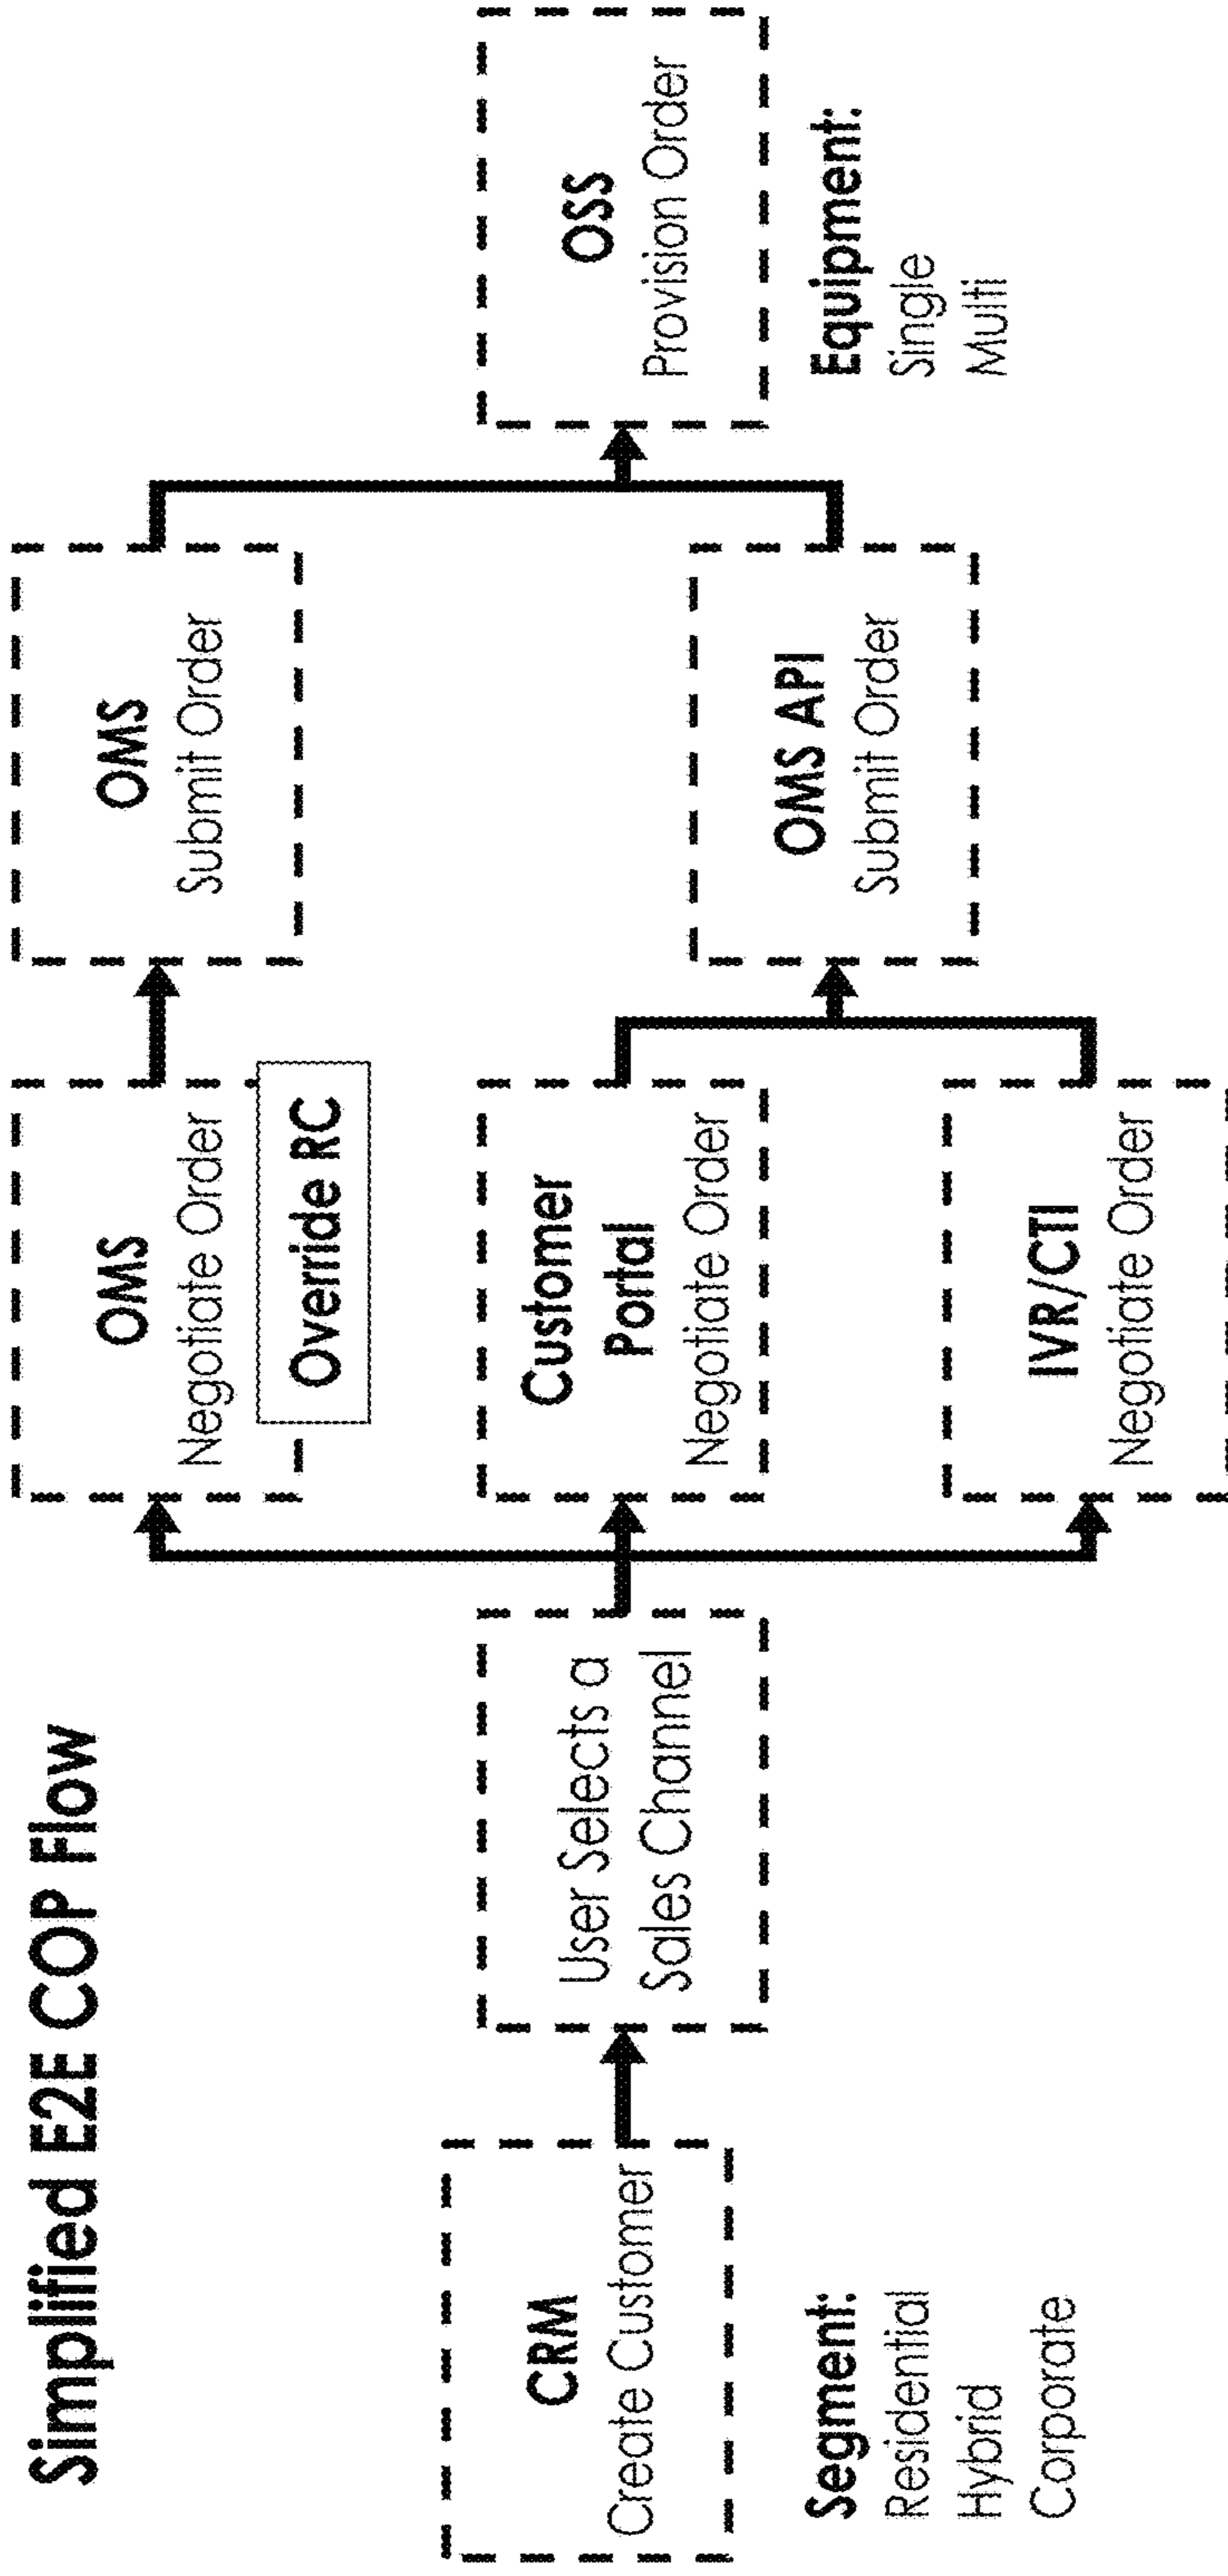 Simplified E2E COP Flow
CRM
Create Customer
Segment:
Residential
Hybrid
Corporate
User Selects a
Sales Channel
OMS
Negotiate Order
Override RC
Customer
Portal
Negotiate Order
IVR/CTI
Negotiate Order
OMS
Submit Order
OMS API
Submit Order
OSS
Provision Order
Equipment:
Single
Multi